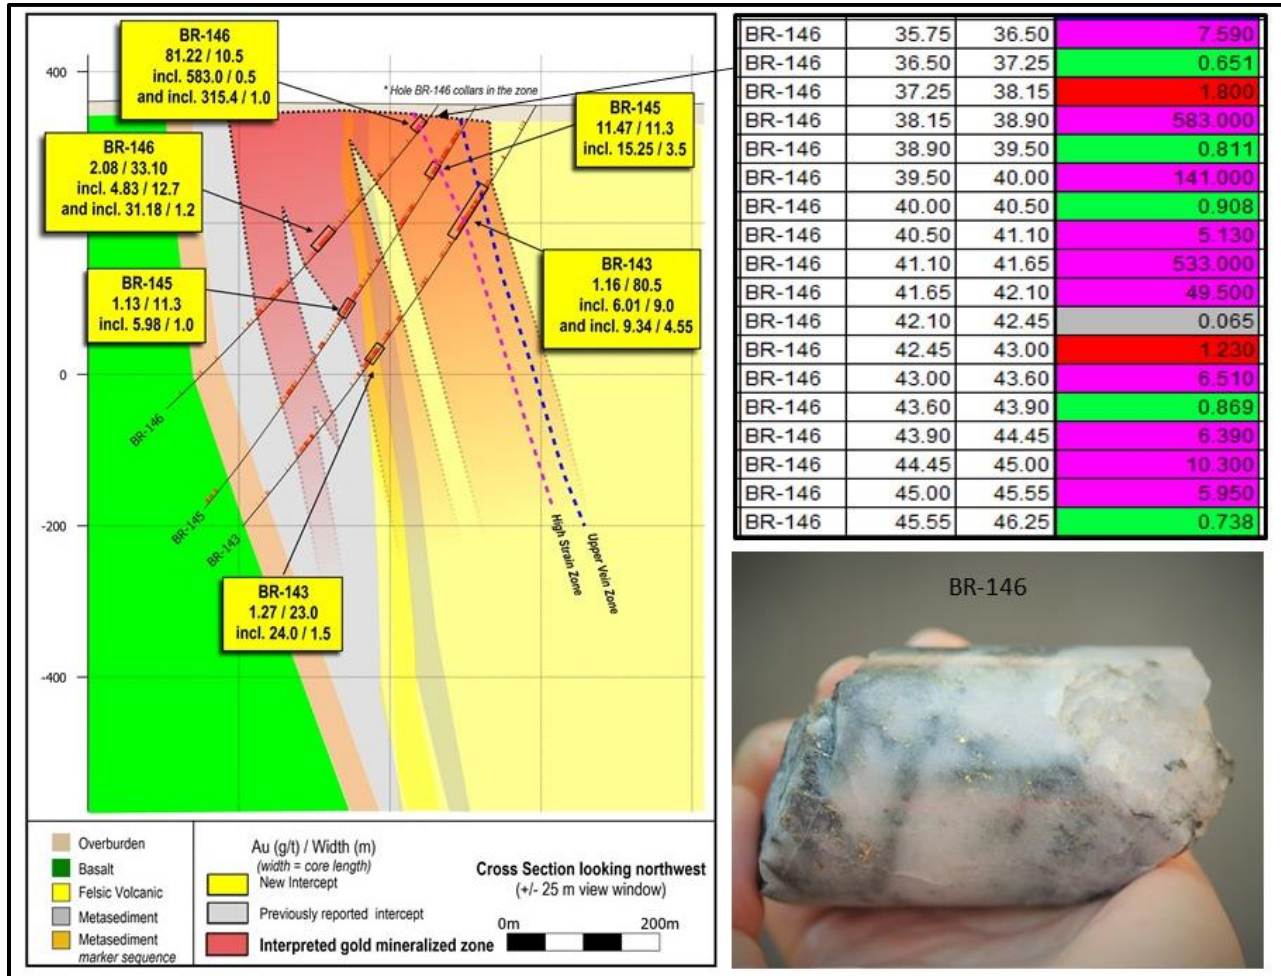 BR-146
81.22 / 10.5
incl. 583.0 / 0.5
and incl. 315.4 / 1.0
400
* Hole BR-146 collars in the zone
BR-145
11.47 / 11.3
incl. 15.25 / 3.5
BR-146
2.08 / 33.10
incl. 4.83 / 12.7
and incl. 31.18 / 1.2
BR-145
1.13 / 11.3
incl. 5.98 / 1.0
BR-143
1.16 / 80.5
incl. 6.01 / 9.0
and incl. 9.34 / 4.55
0
BR-146
BR-145
BR-143
-200
High Strain Zone
Upper Vein Zone
BR-143
1.27 / 23.0
incl. 24.0 / 1.5
-400
Overburden
Basalt
Felsic Volcanic
Metasediment
Metasediment
marker sequence
Au (g/t) / Width (m)
(width = core length)
New Intercept
Previously reported intercept
Interpreted gold mineralized zone
Cross Section looking northwest
(+/- 25 m view window)
0m 200m
BR-146 35.75 36.50 7.590
BR-146 36.50 37.25 0.651
BR-146 37.25 38.15 1.800
BR-146 38.15 38.90 583.000
BR-146 38.90 39.50 0.811
BR-146 39.50 40.00 141.000
BR-146 40.00 40.50 0.908
BR-146 40.50 41.10 5.130
BR-146 41.10 41.65 533.000
BR-146 41.65 42.10 49.500
BR-146 42.10 42.45 0.065
BR-146 42.45 43.00 1.230
BR-146 43.00 43.60 6.510
BR-146 43.60 43.90 0.869
BR-146 43.90 44.45 6.390
BR-146 44.45 45.00 10.300
BR-146 45.00 45.55 5.950
BR-146 45.55 46.25 0.738
BR-146